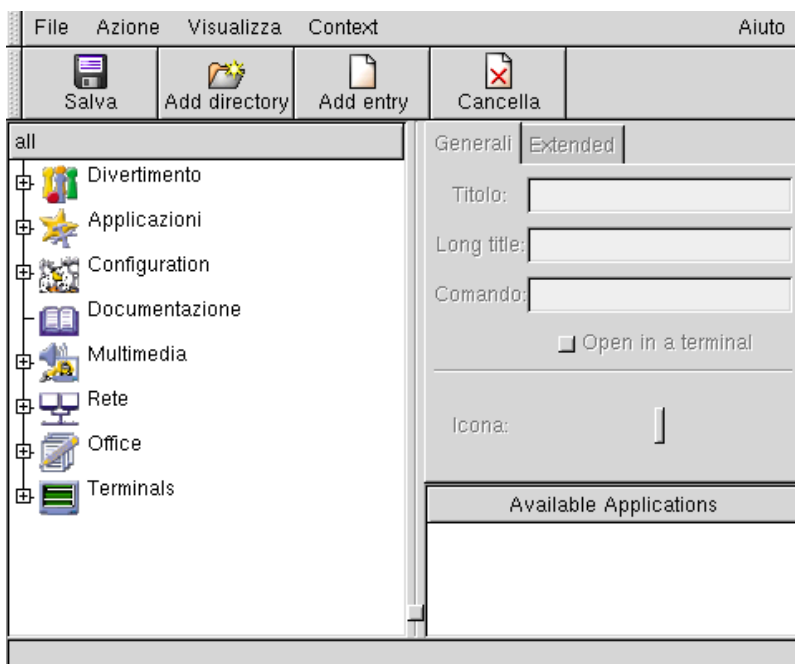 File Azione Visualizza Context Aiuto
Salva Add directory Add entry Cancella
all
Divertimento
Applicazioni
Configuration
Documentazione
Multimedia
Rete
Office
Terminals
Generali Extended
Titolo:
Long title:
Comando:
Open in a terminal
Icona:
Available Applications